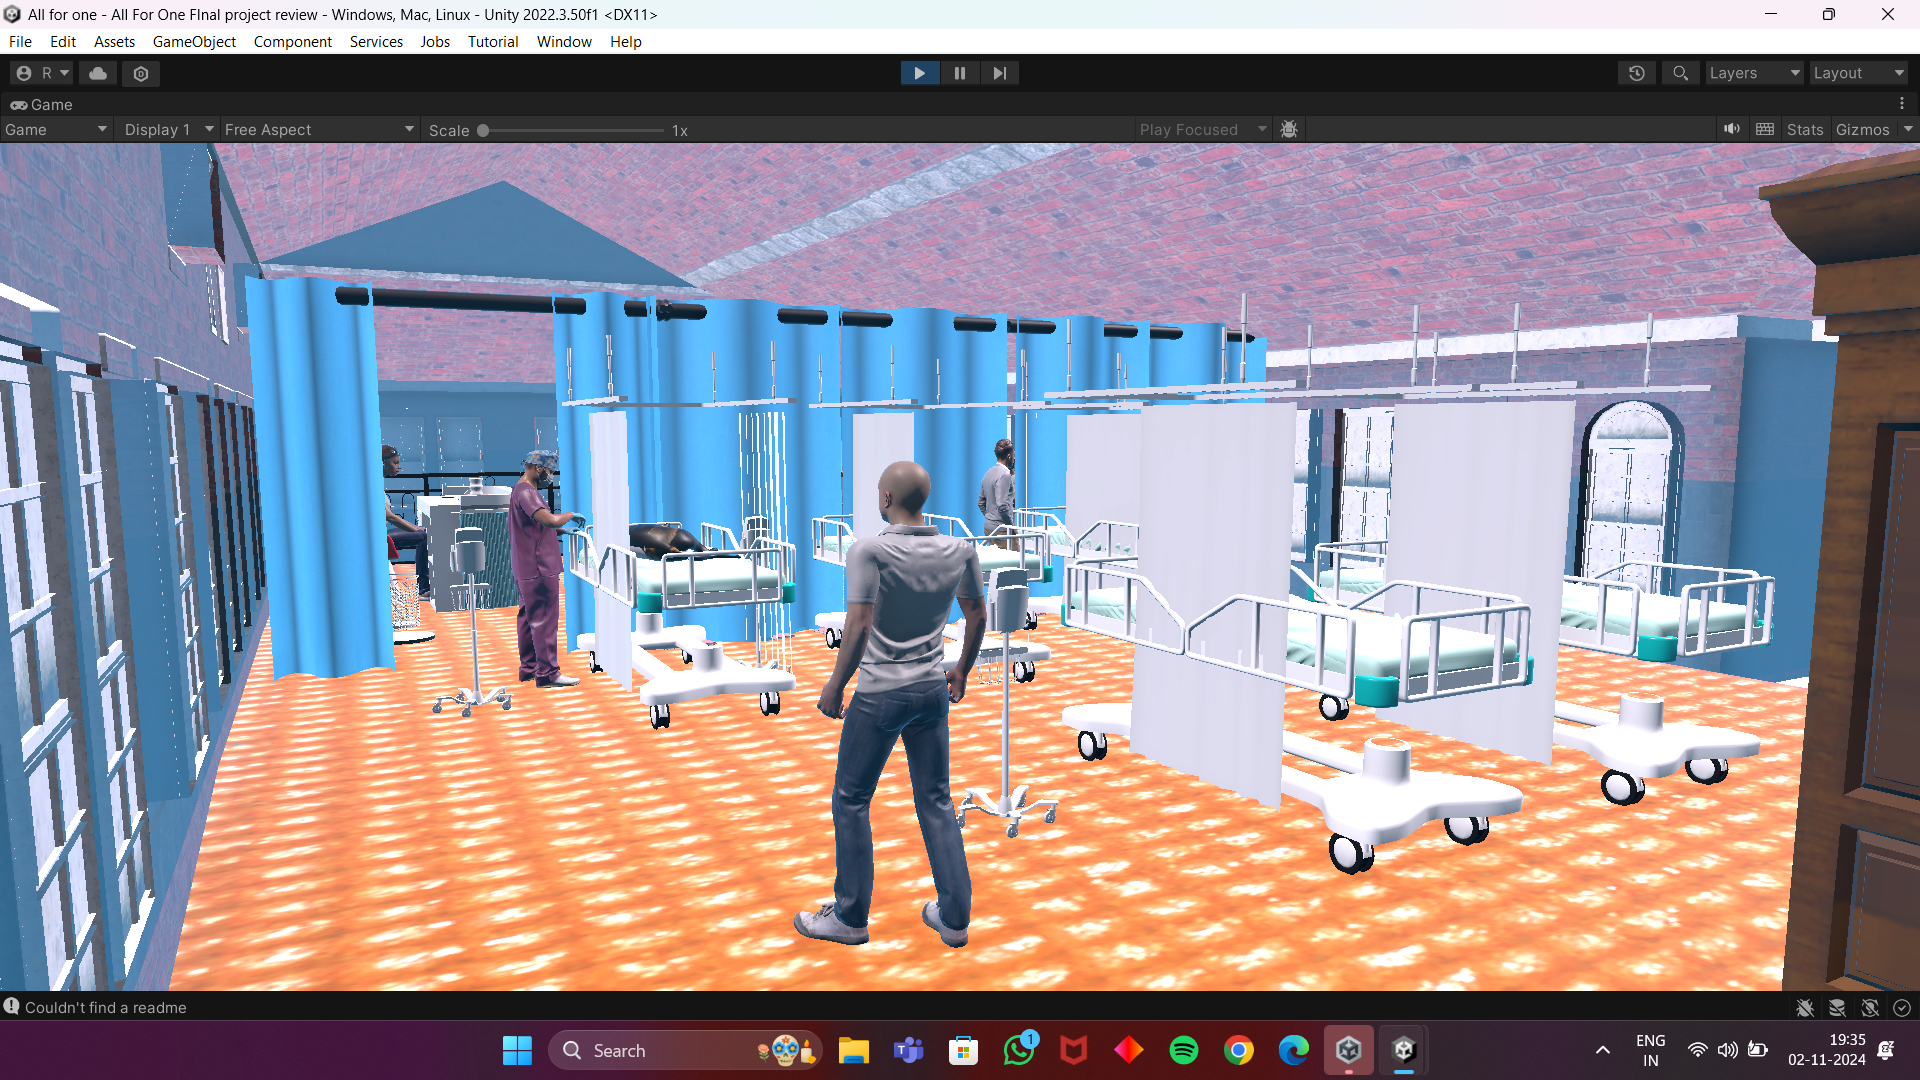 All for one - All For One FInal project review - Windows, Mac, Linux - Unity 2022.3.50f1 <DX11>
File Edit Assets GameObject Component Services Jobs Tutorial Window Help
R Layers Layout
Game
Game Display 1 Free Aspect Scale 1x Play Focused Stats Gizmos
Couldn't find a readme
Search 1 ENG 19:35
IN 02-11-2024